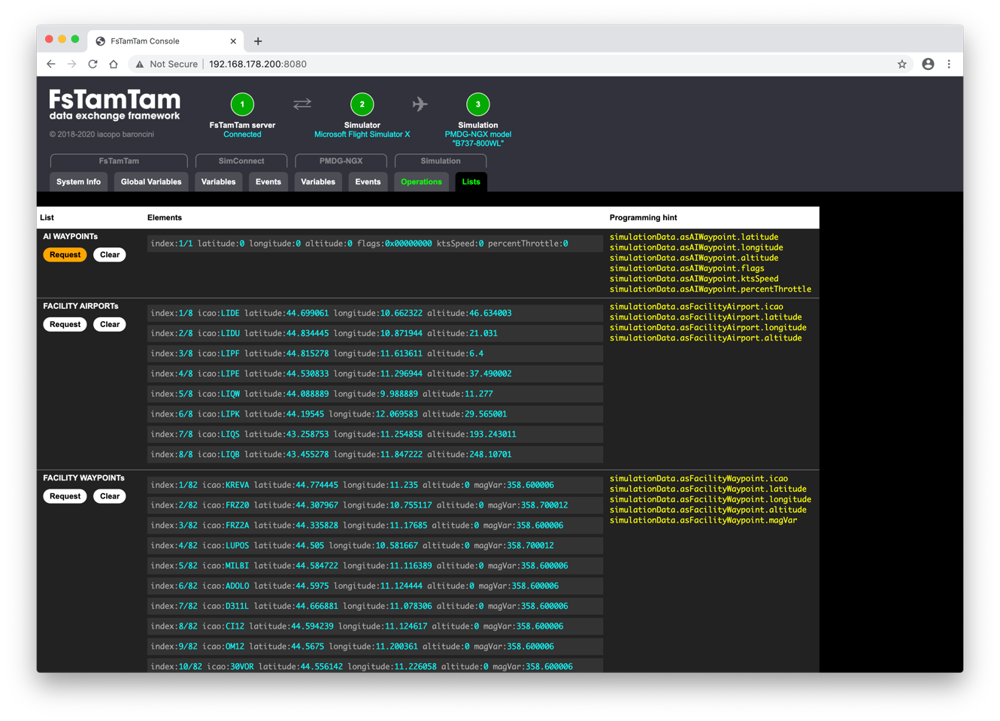 FsTamTam Console
Not Secure | 192.168.178.200:8080
FsTamTam
data exchange framework
© 2018-2020 iacopo baroncini
1
FsTamTam server
Connected
2
Simulator
Microsoft Flight Simulator X
3
Simulation
PMDG-NGX model
"B737-800WL"
FsTamTam
SimConnect
PMDG-NGX
Simulation
System Info
Global Variables
Variables
Events
Variables
Events
Operations
Lists
List
Elements
Programming hint
AI WAYPOINTs
Request
Clear
index:1/1 latitude:0 longitude:0 altitude:0 flags:0x00000000 ktsSpeed:0 percentThrottle:0
simulationData.asAIWaypoint.latitude
simulationData.asAIWaypoint.longitude
simulationData.asAIWaypoint.altitude
simulationData.asAIWaypoint.flags
simulationData.asAIWaypoint.ktsSpeed
simulationData.asAIWaypoint.percentThrottle
FACILITY AIRPORTs
Request
Clear
index:1/8 icao:LIDE latitude:44.699061 longitude:10.662322 altitude:46.634003
index:2/8 icao:LIDU latitude:44.834445 longitude:10.871944 altitude:21.031
index:3/8 icao:LIPF latitude:44.815278 longitude:11.613611 altitude:6.4
index:4/8 icao:LIPE latitude:44.530833 longitude:11.296944 altitude:37.490002
index:5/8 icao:LIQW latitude:44.088889 longitude:9.988889 altitude:11.277
index:6/8 icao:LIPK latitude:44.19545 longitude:12.069583 altitude:29.565001
index:7/8 icao:LIQS latitude:43.258753 longitude:11.254858 altitude:193.243011
index:8/8 icao:LIQB latitude:43.455278 longitude:11.847222 altitude:248.10701
simulationData.asFacilityAirport.icao
simulationData.asFacilityAirport.latitude
simulationData.asFacilityAirport.longitude
simulationData.asFacilityAirport.altitude
FACILITY WAYPOINTs
Request
Clear
index:1/82 icao:KREVA latitude:44.774445 longitude:11.235 altitude:0 magVar:358.600006
index:2/82 icao:FRZ20 latitude:44.307967 longitude:10.755117 altitude:0 magVar:358.700012
index:3/82 icao:FRZ2A latitude:44.335828 longitude:11.17685 altitude:0 magVar:358.600006
index:4/82 icao:LUPOS latitude:44.505 longitude:10.581667 altitude:0 magVar:358.700012
index:5/82 icao:MILBI latitude:44.584722 longitude:11.116389 altitude:0 magVar:358.600006
index:6/82 icao:ADOLO latitude:44.5975 longitude:11.124444 altitude:0 magVar:358.600006
index:7/82 icao:D311L latitude:44.666881 longitude:11.078306 altitude:0 magVar:358.600006
index:8/82 icao:CI12 latitude:44.594239 longitude:11.124617 altitude:0 magVar:358.600006
index:9/82 icao:OM12 latitude:44.5675 longitude:11.200361 altitude:0 magVar:358.600006
index:10/82 icao:30VOR latitude:44.556142 longitude:11.226058 altitude:0 magVar:358.600006
simulationData.asFacilityWaypoint.icao
simulationData.asFacilityWaypoint.latitude
simulationData.asFacilityWaypoint.longitude
simulationData.asFacilityWaypoint.altitude
simulationData.asFacilityWaypoint.magVar